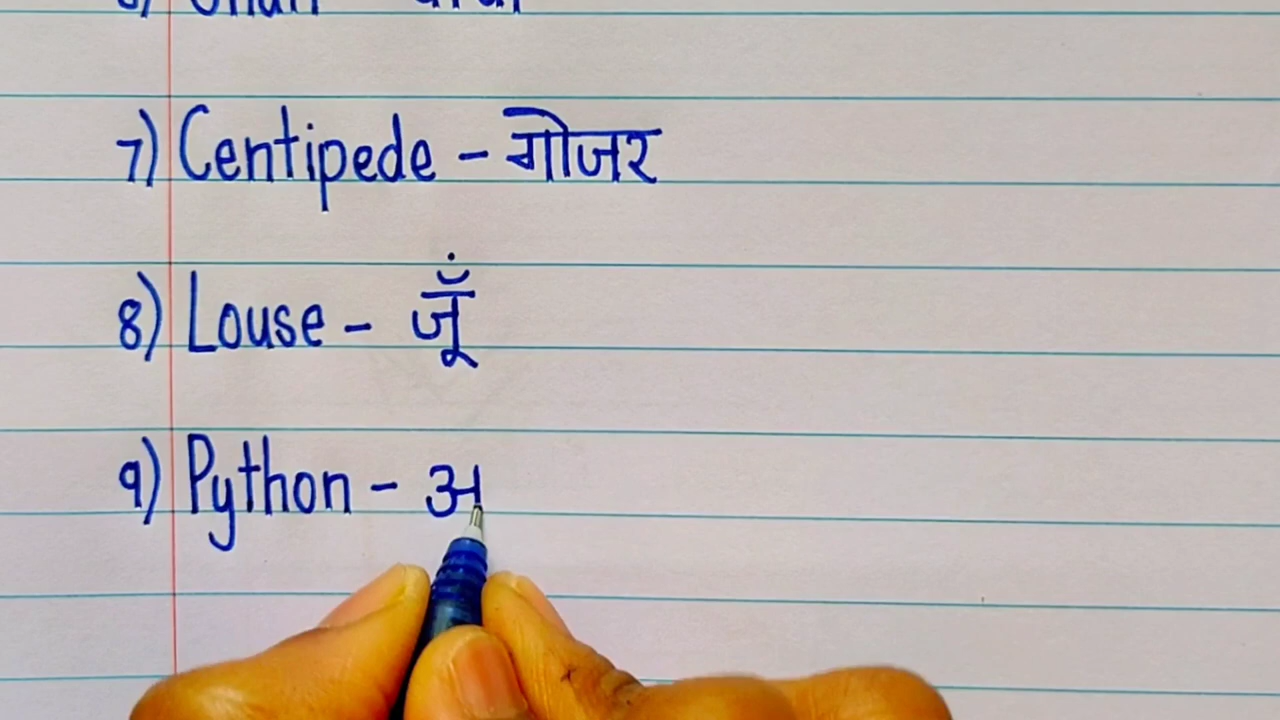 7) Centipede - गोजर
8) Louse - जूँ
9) Python - अ